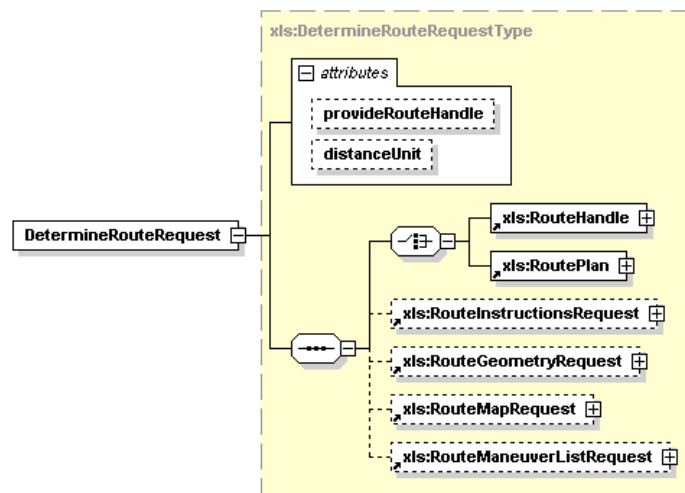 xls:DetermineRouteRequestType
attributes
provideRouteHandle
distanceUnit
DetermineRouteRequest
xls:RouteHandle
xls:RoutePlan
xls:RouteInstructionsRequest
xls:RouteGeometryRequest
xls:RouteMapRequest
xls:RouteManeuverListRequest